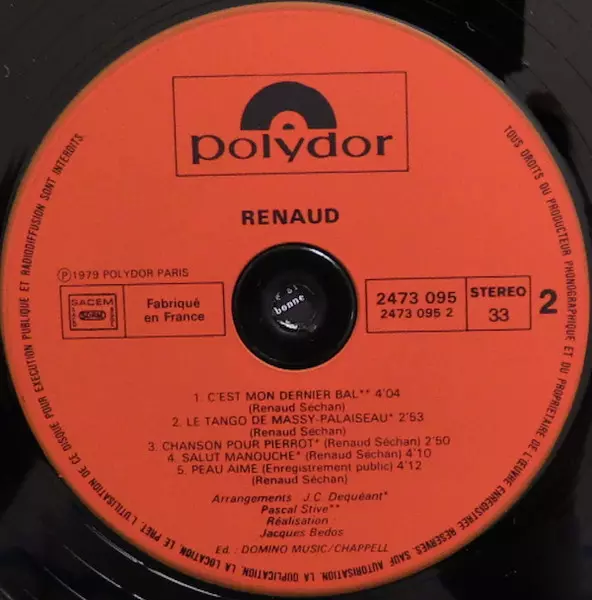 polydor
RENAUD
℗ 1979 POLYDOR PARIS
SACEM
SDRM
Fabriqué
en France
2473 095
2473 095 2
STEREO
33
2
bonne
1. C'EST MON DERNIER BAL** 4'04
(Renaud Séchan)
2. LE TANGO DE MASSY-PALAISEAU* 2'53
(Renaud Séchan)
3. CHANSON POUR PIERROT* (Renaud Séchan) 2'50
4. SALUT MANOUCHE* (Renaud Séchan) 4'10
5. PEAU AIME (Enregistrement public) 4'12
(Renaud Séchan)
Arrangements J.C. Dequéant*
Pascal Stive**
Réalisation
Jacques Bedos
Ed.: DOMINO MUSIC/CHAPPELL
TOUS DROITS DU PRODUCTEUR PHONOGRAPHIQUE ET DU PROPRIETAIRE DE L'ŒUVRE ENREGISTREE RESERVES. SAUF AUTORISATION, LA DUPLICATION, LA LOCATION, LE PRET, L'UTILISATION DE CE DISQUE POUR EXECUTION PUBLIQUE ET RADIODIFFUSION SONT INTERDITS.